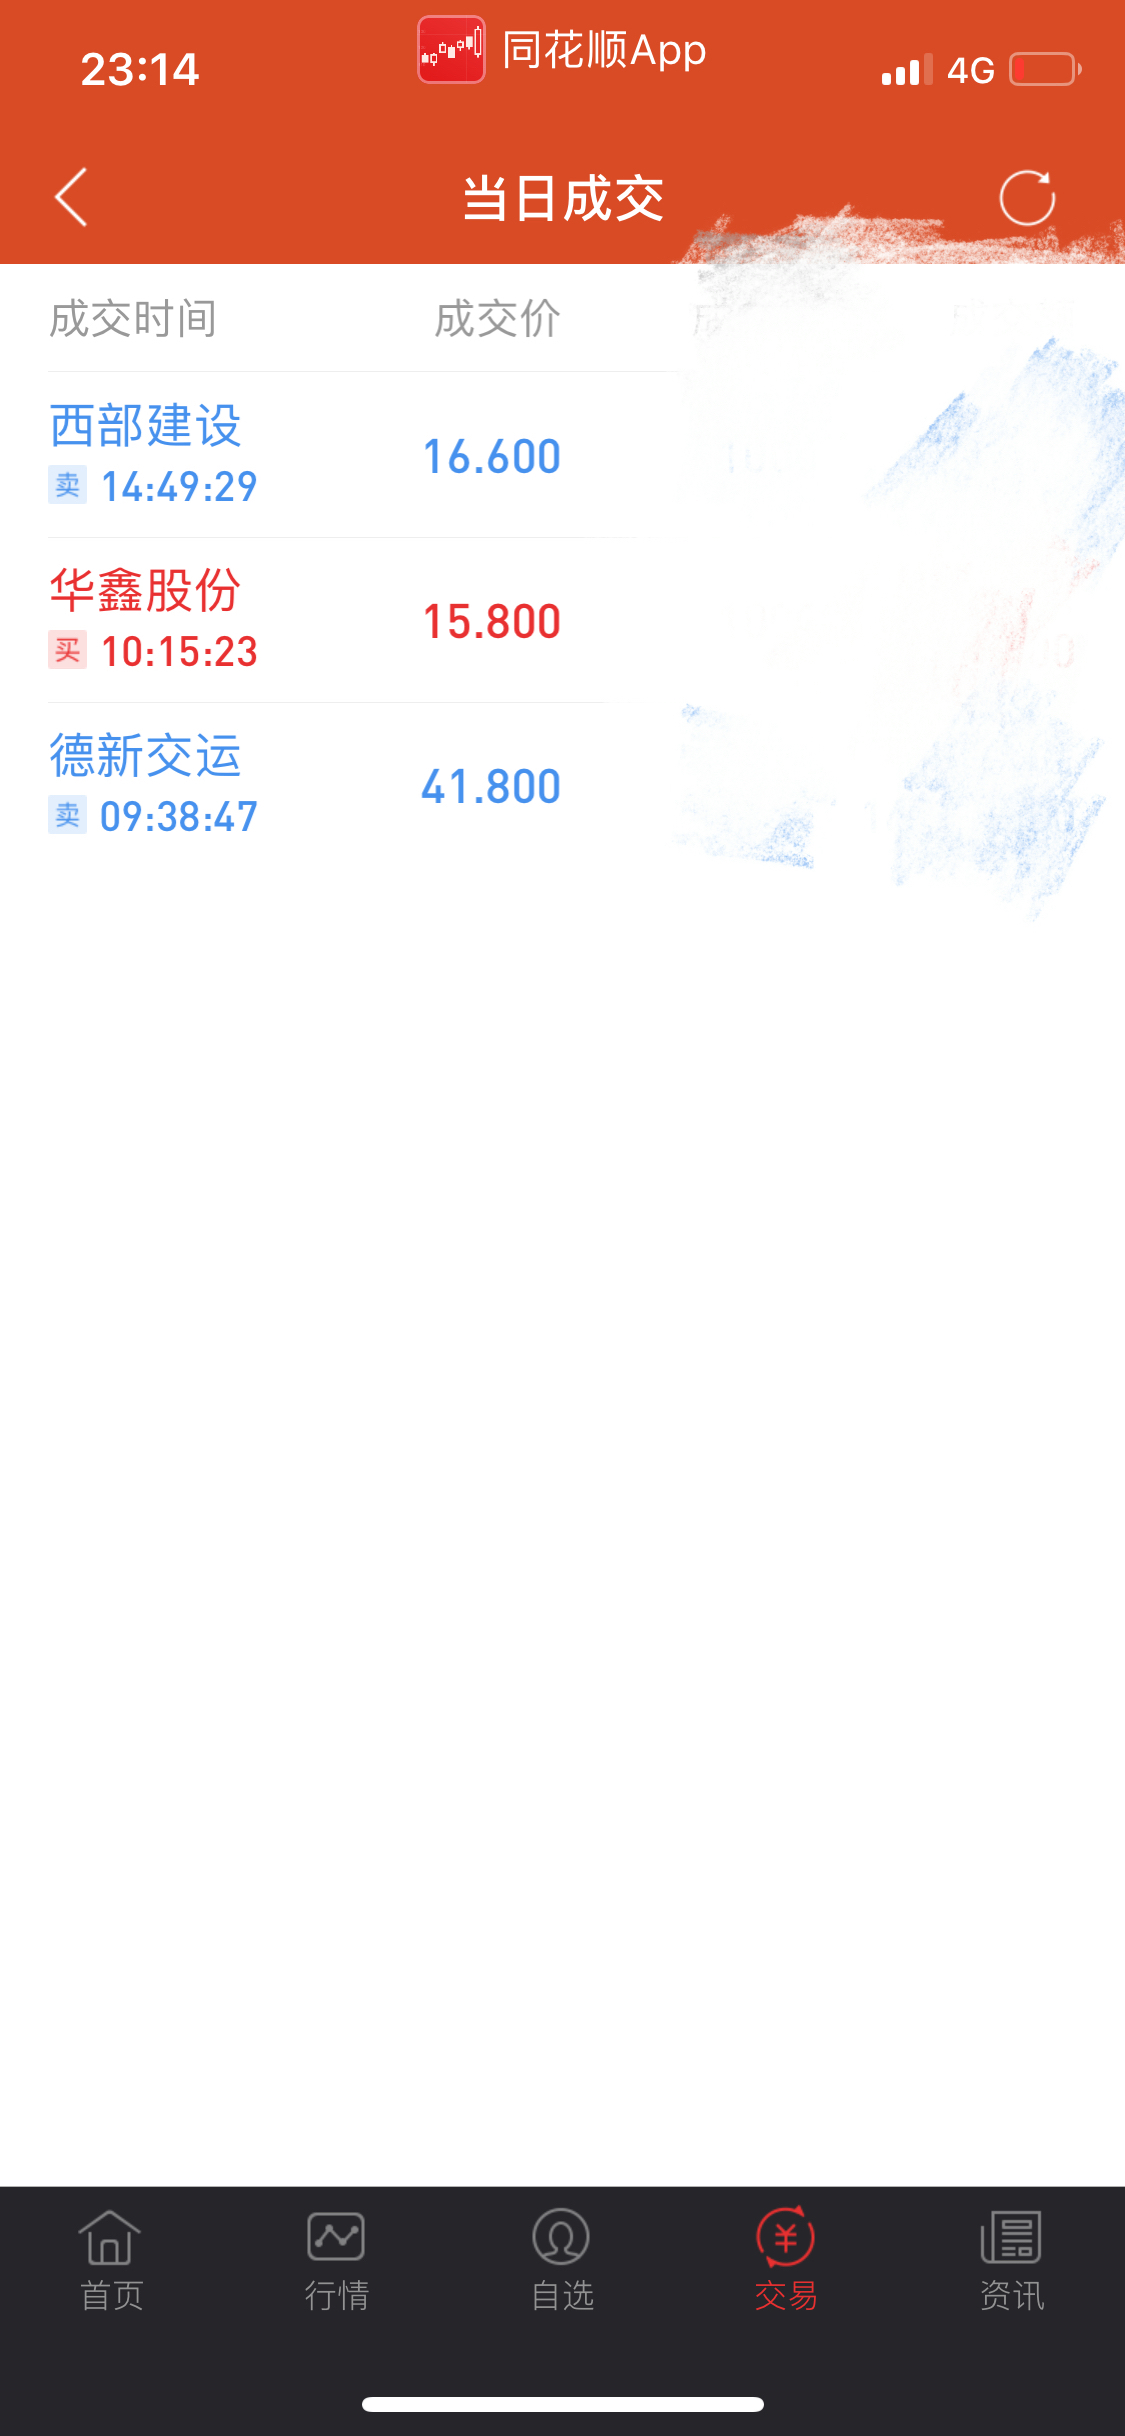 23:14
同花顺App
4G
当日成交
成交时间 成交价
西部建设
卖 14:49:29 16.600
华鑫股份
买 10:15:23 15.800
德新交运
卖 09:38:47 41.800
首页 行情 自选 交易 资讯